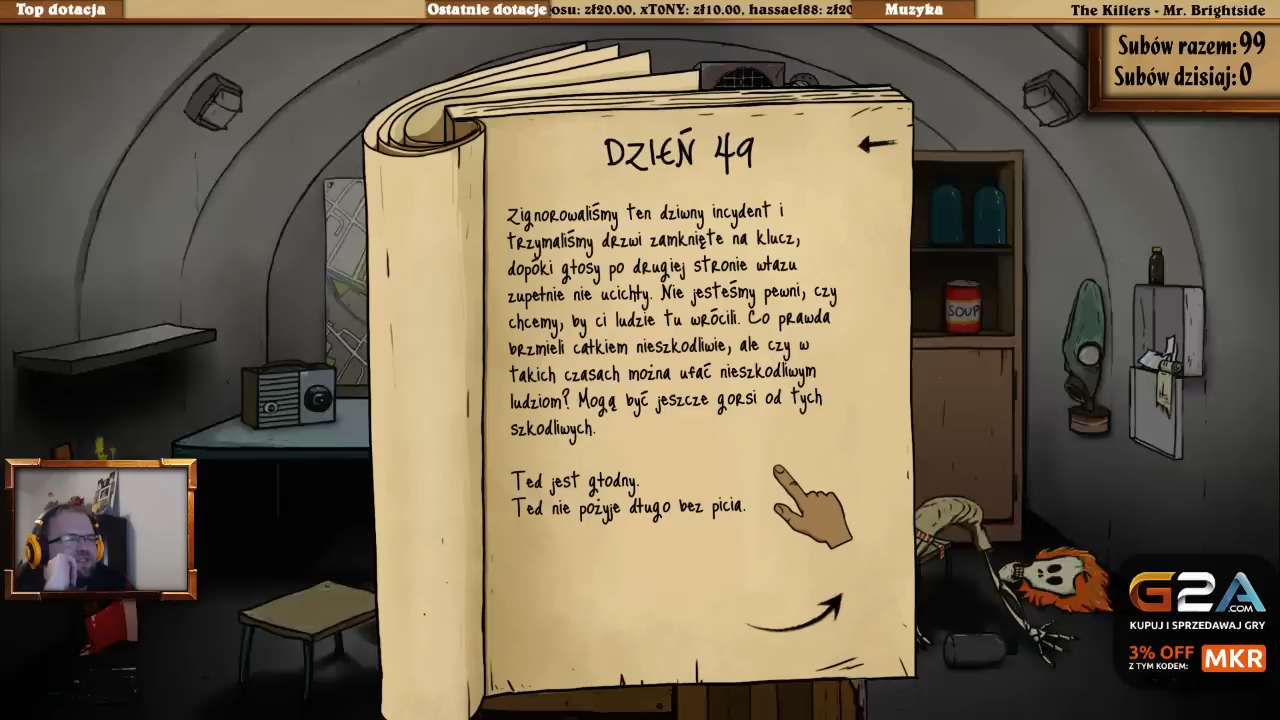 Top dotacja
Ostatnie dotacje
osu: zł20.00, xT0NY: zł10.00, hassael88: zł20
Muzyka
The Killers - Mr. Brightside
Subów razem: 99
Subów dzisiaj: 0
DZIEŃ 49
Zignorowaliśmy ten dziwny incydent i
trzymaliśmy drzwi zamknięte na klucz,
dopóki głosy po drugiej stronie włazu
zupełnie nie ucichły. Nie jesteśmy pewni, czy
chcemy, by ci ludzie tu wrócili. Co prawda
brzmieli całkiem nieszkodliwie, ale czy w
takich czasach można ufać nieszkodliwym
ludziom? Mogą być jeszcze gorsi od tych
szkodliwych.
Ted jest głodny.
Ted nie pożyje długo bez picia.
SOUP
G2A
.COM
KUPUJ I SPRZEDAWAJ GRY
3% OFF
Z TYM KODEM:
MKR